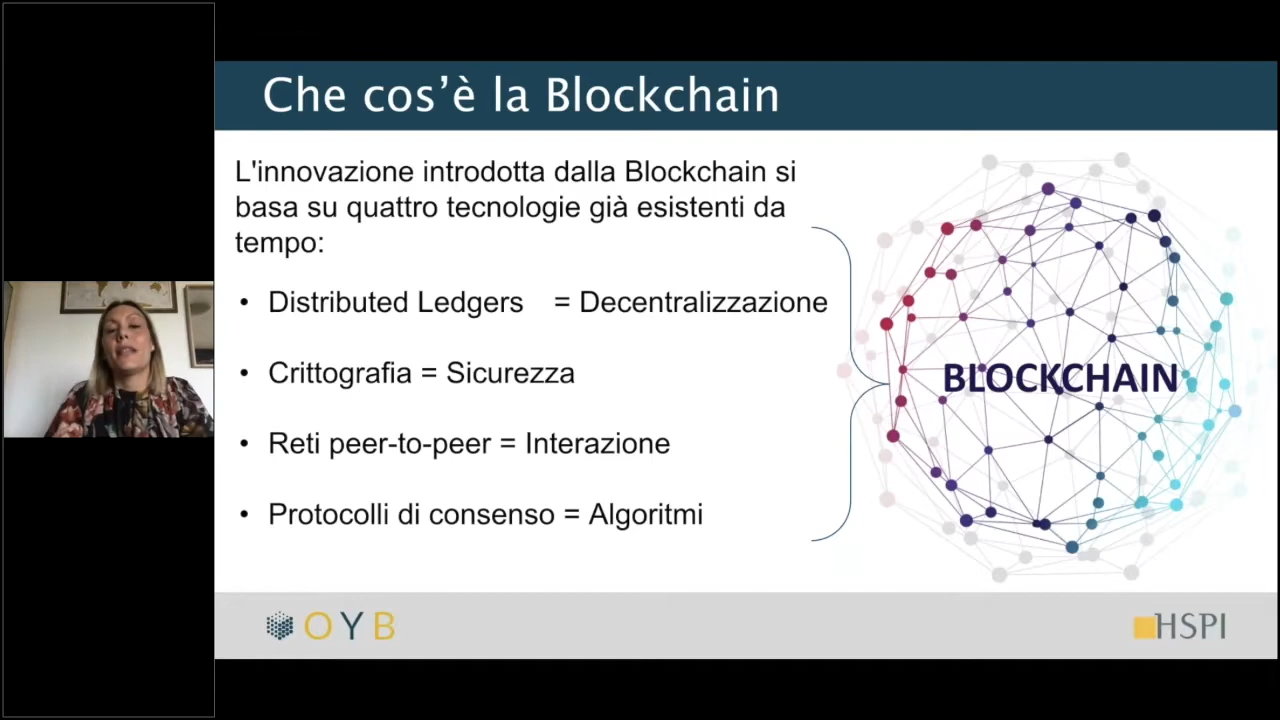 Che cos’è la Blockchain
L'innovazione introdotta dalla Blockchain si
basa su quattro tecnologie già esistenti da
tempo:
• Distributed Ledgers = Decentralizzazione
• Crittografia = Sicurezza
• Reti peer-to-peer = Interazione
• Protocolli di consenso = Algoritmi
BLOCKCHAIN
OYB
HSPI